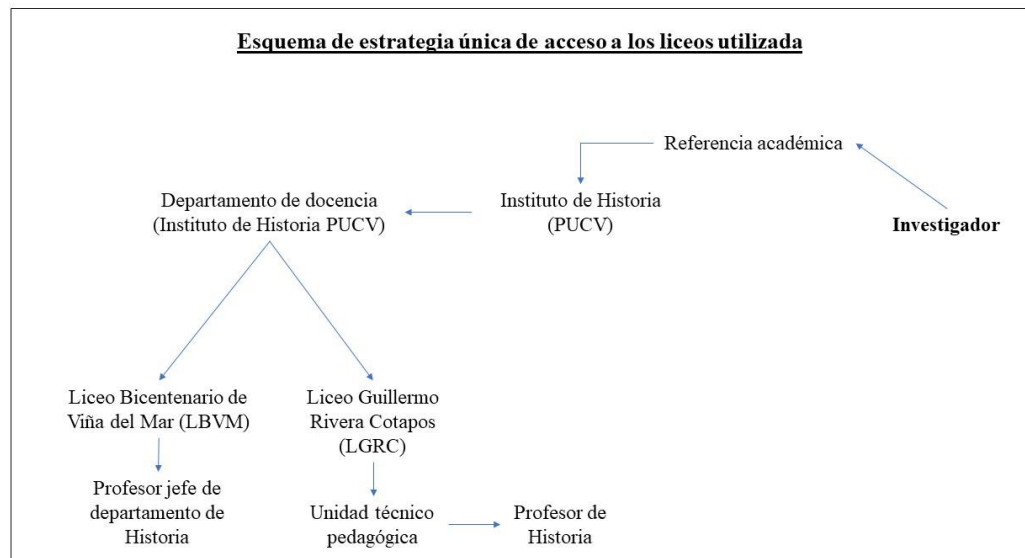 Esquema de estrategia única de acceso a los liceos utilizada
Referencia académica
Departamento de docencia
(Instituto de Historia PUCV)
Instituto de Historia
(PUCV)
Investigador
Liceo Bicentenario de
Viña del Mar (LBVM)
Liceo Guillermo
Rivera Cotapos
(LGRC)
Profesor jefe de
departamento de
Historia
Unidad técnico
pedagógica
Profesor de
Historia